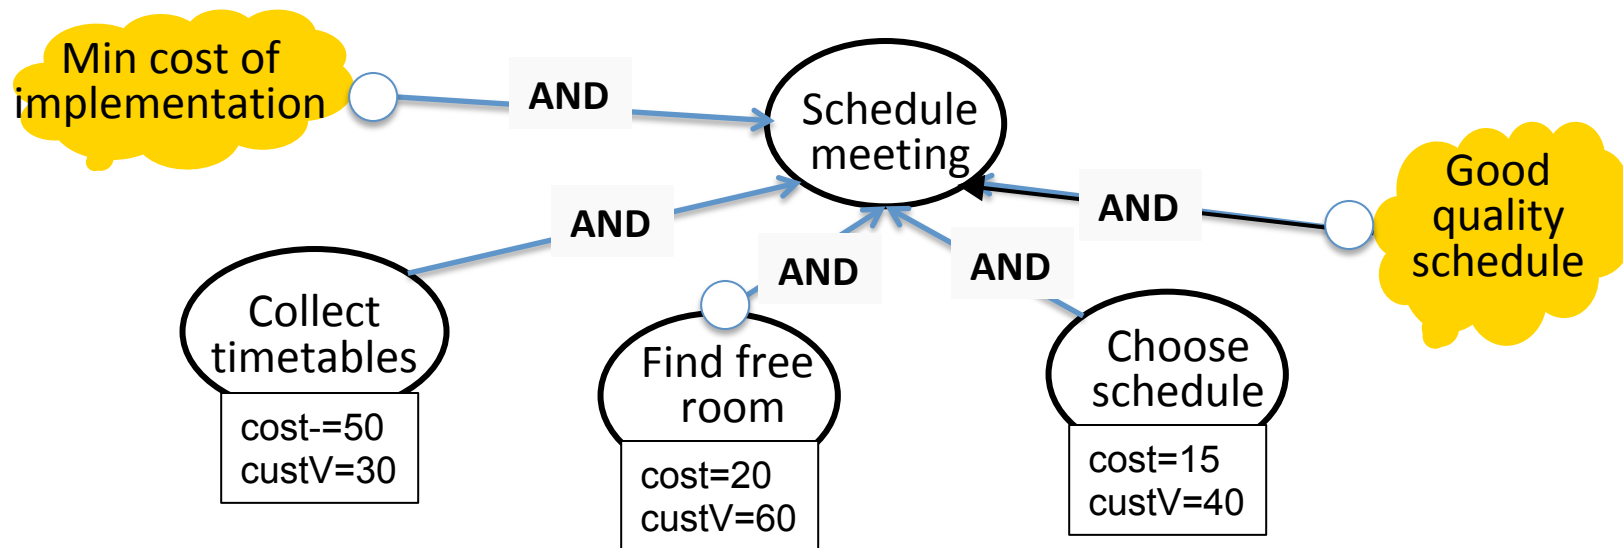 Min cost of
implementation
AND
Schedule
meeting
Good
quality
schedule
AND
AND
AND
AND
Collect
timetables
cost-=50
custV=30
Find free
room
cost=20
custV=60
Choose
schedule
cost=15
custV=40